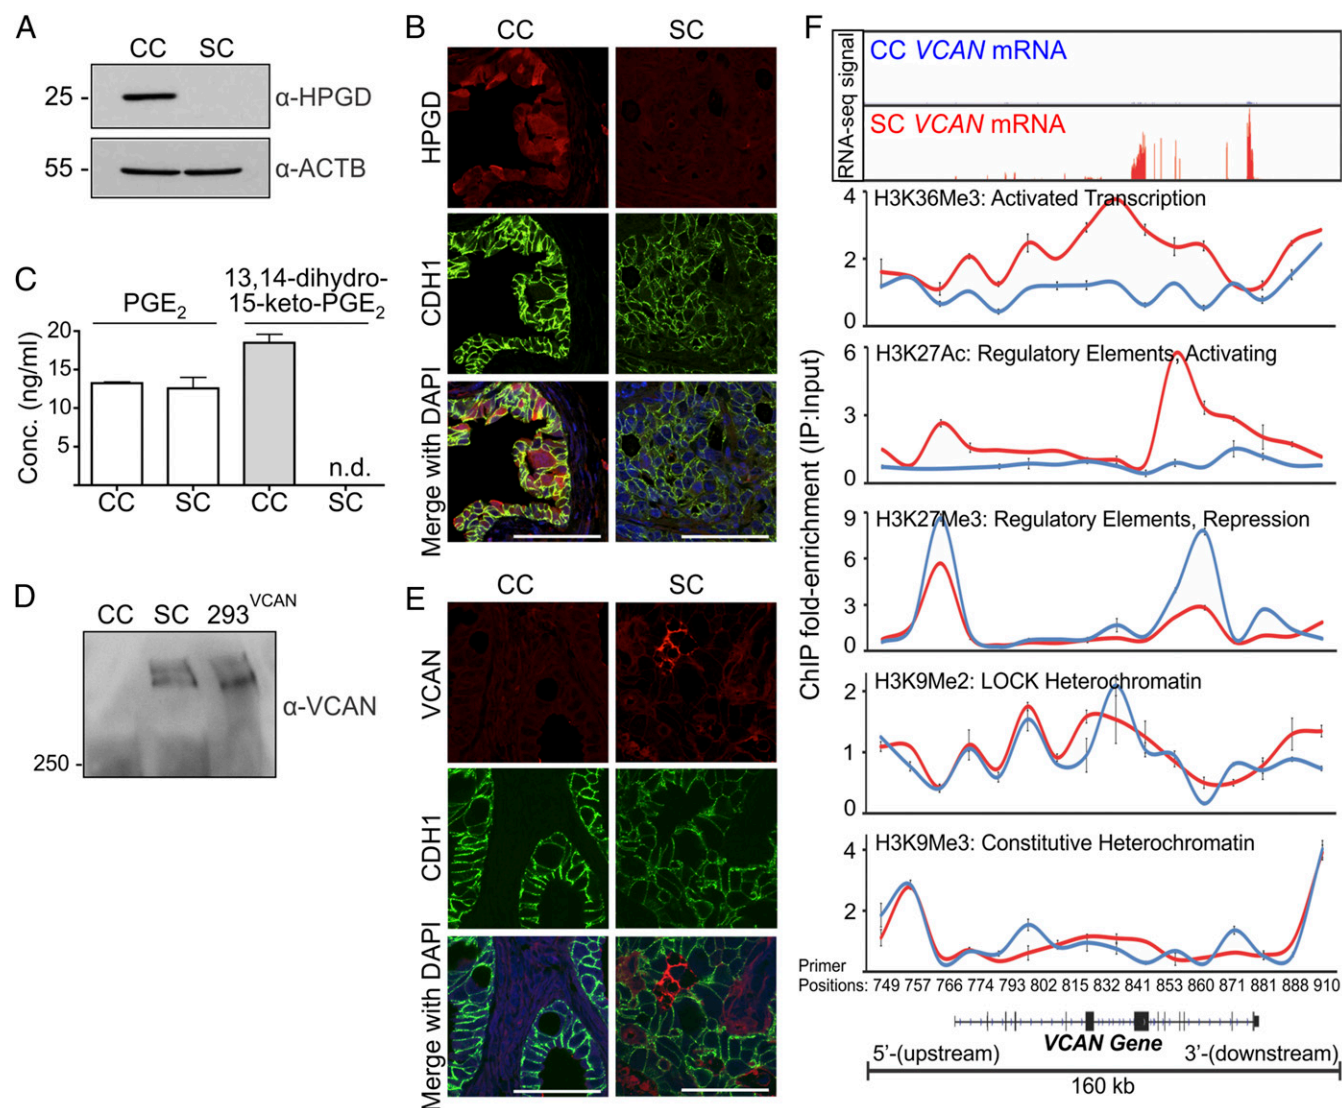 A
CC SC
25 -
α-HPGD
55 -
α-ACTB
B
CC SC
HPGD
CDH1
Merge with DAPI
C
PGE2
13,14-dihydro-
15-keto-PGE2
Conc. (ng/ml)
20
15
10
5
n.d.
CC SC CC SC
D
CC SC 293VCAN
α-VCAN
250 -
E
CC SC
VCAN
CDH1
Merge with DAPI
F
RNA-seq signal
CC VCAN mRNA
SC VCAN mRNA
ChIP fold-enrichment (IP:Input)
H3K36Me3: Activated Transcription
4
2
0
H3K27Ac: Regulatory Elements, Activating
6
3
0
H3K27Me3: Regulatory Elements, Repression
9
6
3
0
H3K9Me2: LOCK Heterochromatin
2
1
0
H3K9Me3: Constitutive Heterochromatin
4
2
Primer
Positions: 749 757 766 774 793 802 815 832 841 853 860 871 881 888 910
VCAN Gene
5'-(upstream) 3'-(downstream)
160 kb